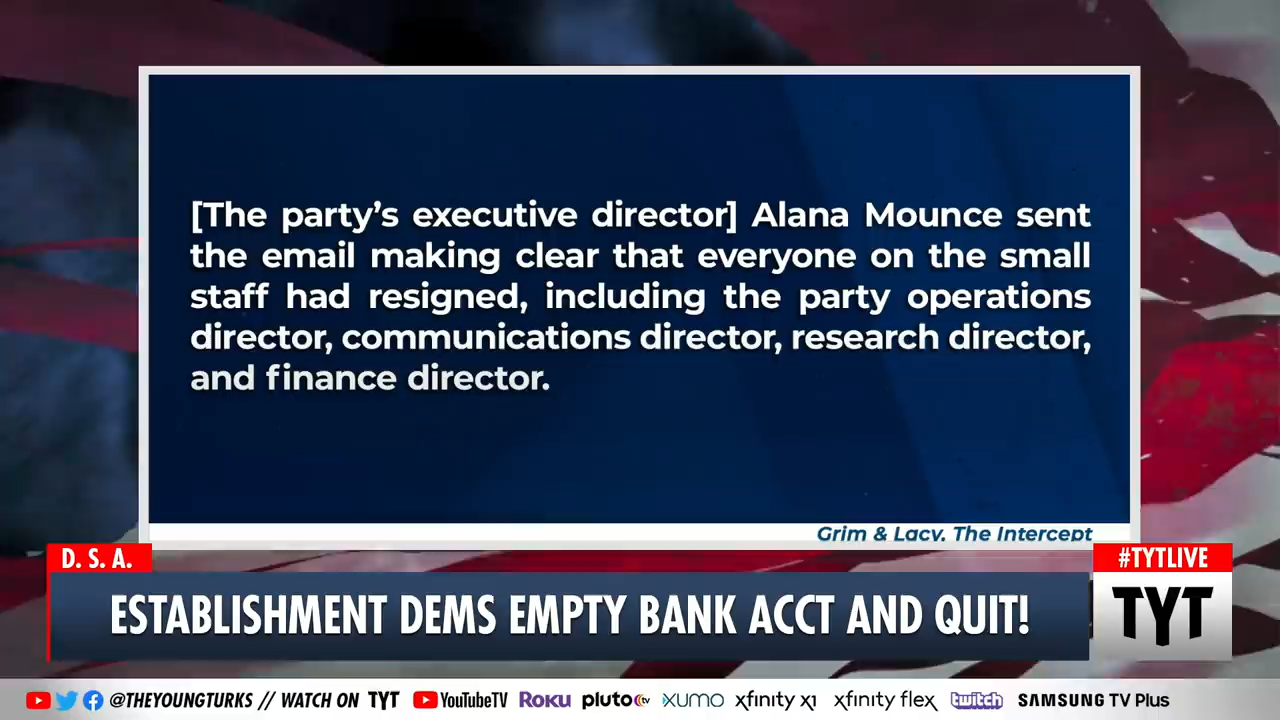 [The party’s executive director] Alana Mounce sent
the email making clear that everyone on the small
staff had resigned, including the party operations
director, communications director, research director,
and finance director.
Grim & Lacy, The Intercept
D. S. A.
#TYTLIVE
ESTABLISHMENT DEMS EMPTY BANK ACCT AND QUIT!
TYT
@THEYOUNGTURKS // WATCH ON TYT YouTubeTV ROKU pluto tv XUMO xfinity x1 xfinity flex twitch SAMSUNG TV Plus